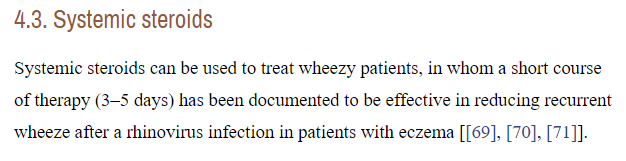 4.3. Systemic steroids
Systemic steroids can be used to treat wheezy patients, in whom a short course
of therapy (3–5 days) has been documented to be effective in reducing recurrent
wheeze after a rhinovirus infection in patients with eczema [[69], [70], [71]].